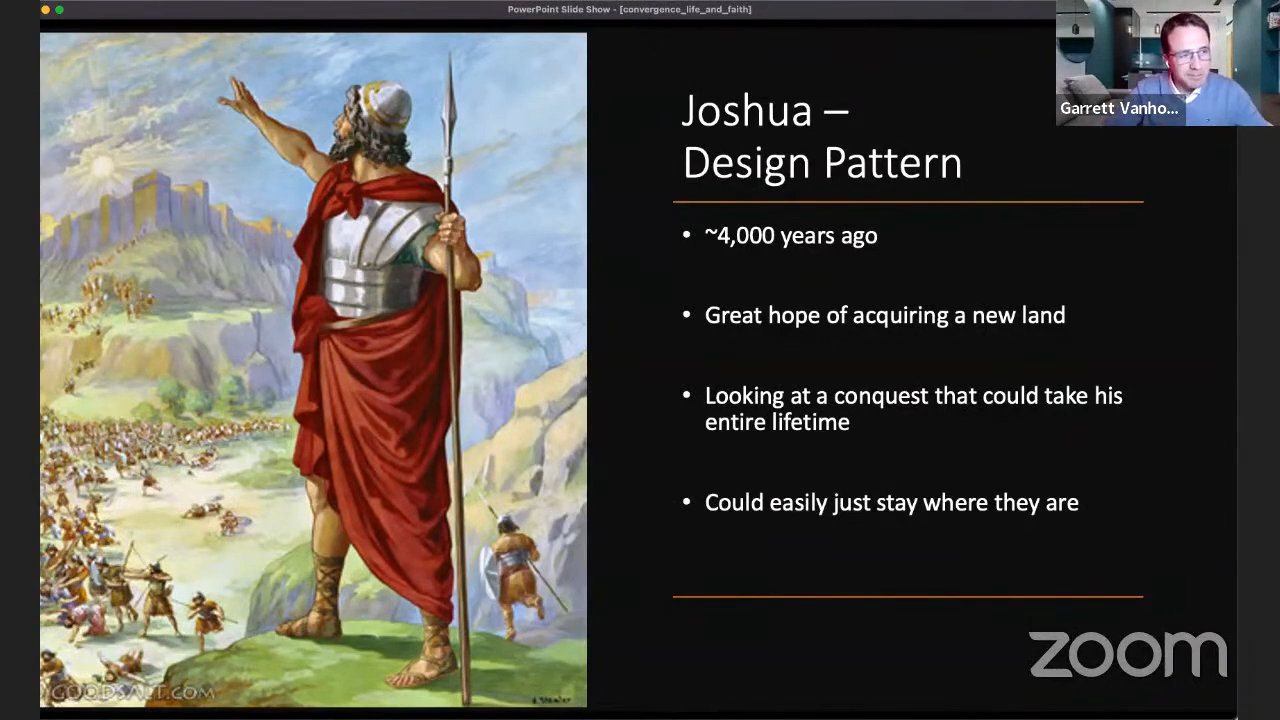 PowerPoint Slide Show - [convergence_life_and_faith]
Garrett Vanho...
Joshua –
Design Pattern
• ~4,000 years ago
• Great hope of acquiring a new land
• Looking at a conquest that could take his
entire lifetime
• Could easily just stay where they are
zoom
GOODSALT.COM